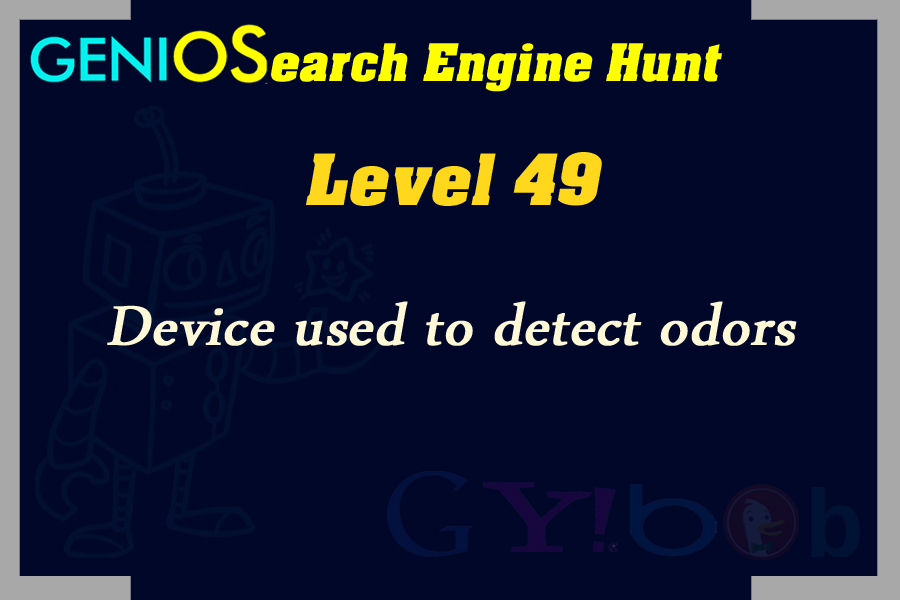 GENIOSearch Engine Hunt
Level 49
Device used to detect odors
G Y! b b